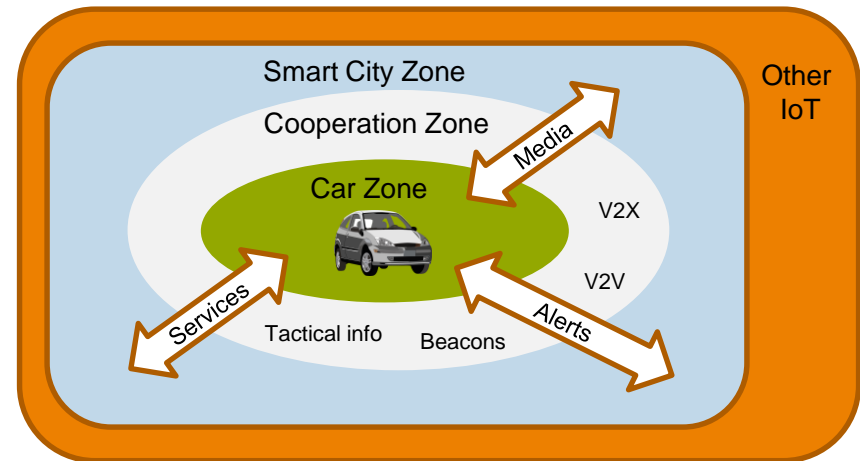 Smart City Zone
Other
IoT
Cooperation Zone
Media
Car Zone
V2X
V2V
Services
Alerts
Tactical info
Beacons